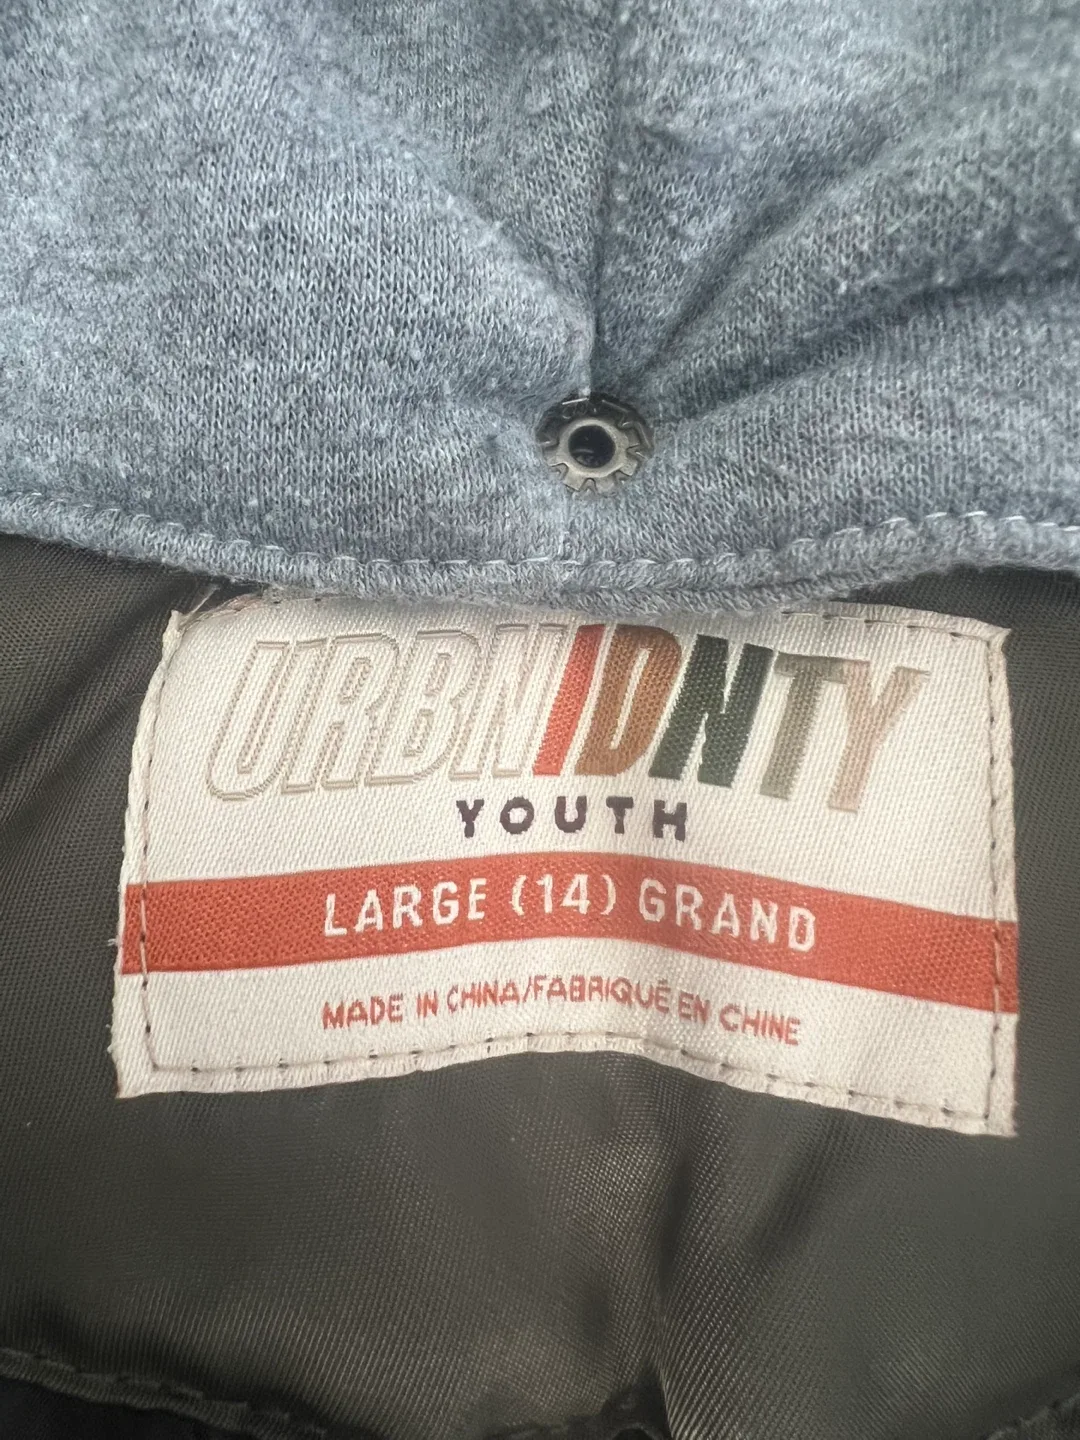 URBNIDNTY
YOUTH
LARGE (14) GRAND
MADE IN CHINA/FABRIQUÉ EN CHINE